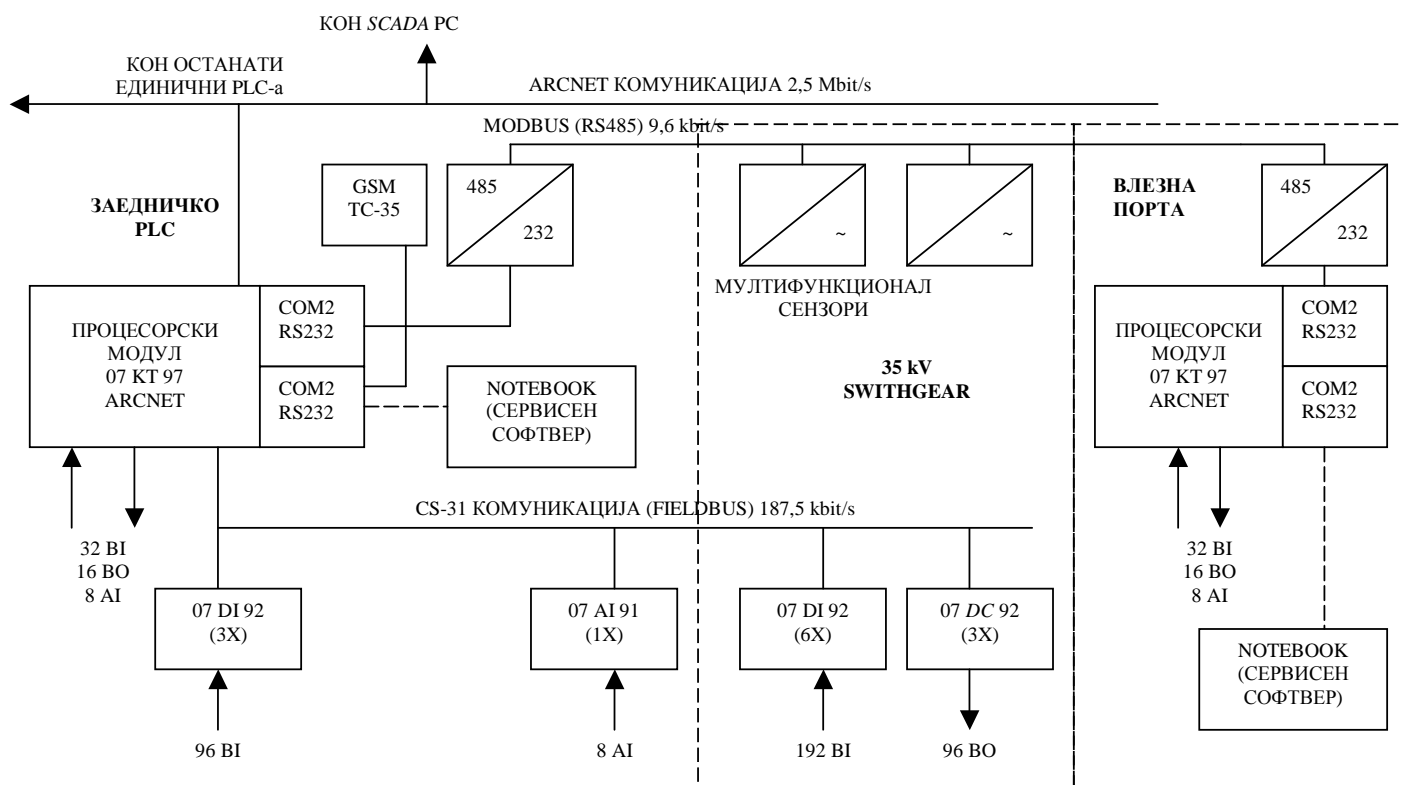 КОН SCADA PC
КОН ОСТАНАТИ
ЕДИНИЧНИ PLC-a
ARCNET КОМУНИКАЦИЈА 2,5 Mbit/s
MODBUS (RS485) 9,6 kbit/s
ЗАЕДНИЧКО
PLC
GSM
TC-35
485
232
~
~
МУЛТИФУНКЦИОНАЛ
СЕНЗОРИ
ВЛЕЗНА
ПОРТА
485
232
ПРОЦЕСОРСКИ
МОДУЛ
07 KT 97
ARCNET
COM2
RS232
COM2
RS232
NOTEBOOK
(СЕРВИСЕН
СОФТВЕР)
35 kV
SWITHGEAR
ПРОЦЕСОРСКИ
МОДУЛ
07 KT 97
ARCNET
COM2
RS232
COM2
RS232
CS-31 КОМУНИКАЦИЈА (FIELDBUS) 187,5 kbit/s
32 BI
16 BO
8 AI
32 BI
16 BO
8 AI
07 DI 92
(3X)
07 AI 91
(1X)
07 DI 92
(6X)
07 DC 92
(3X)
NOTEBOOK
(СЕРВИСЕН
СОФТВЕР)
96 BI
8 AI
192 BI
96 BO